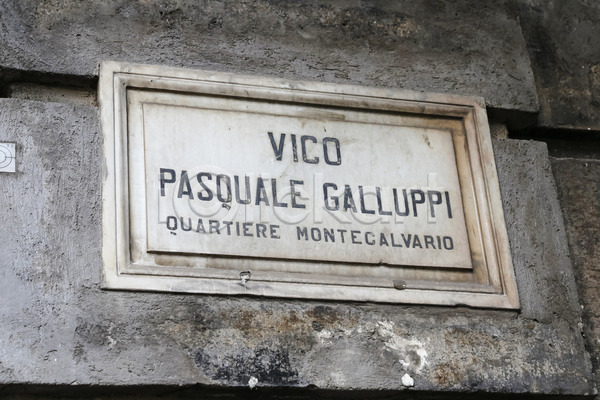 VICO
PASQUALE GALLUPPI
QUARTIERE MONTECALVARIO